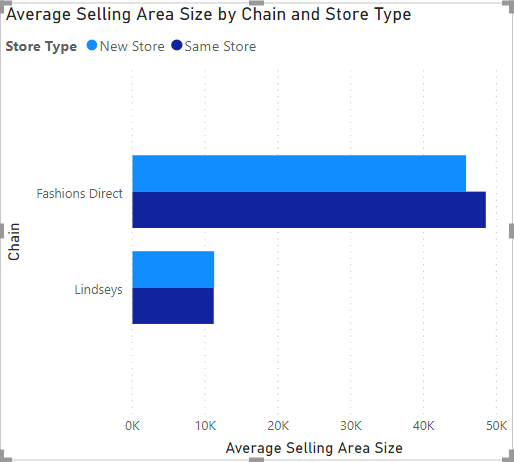 Average Selling Area Size by Chain and Store Type
Store Type New Store Same Store
Fashions Direct
Lindseys
Chain
0K 10K 20K 30K 40K 50K
Average Selling Area Size